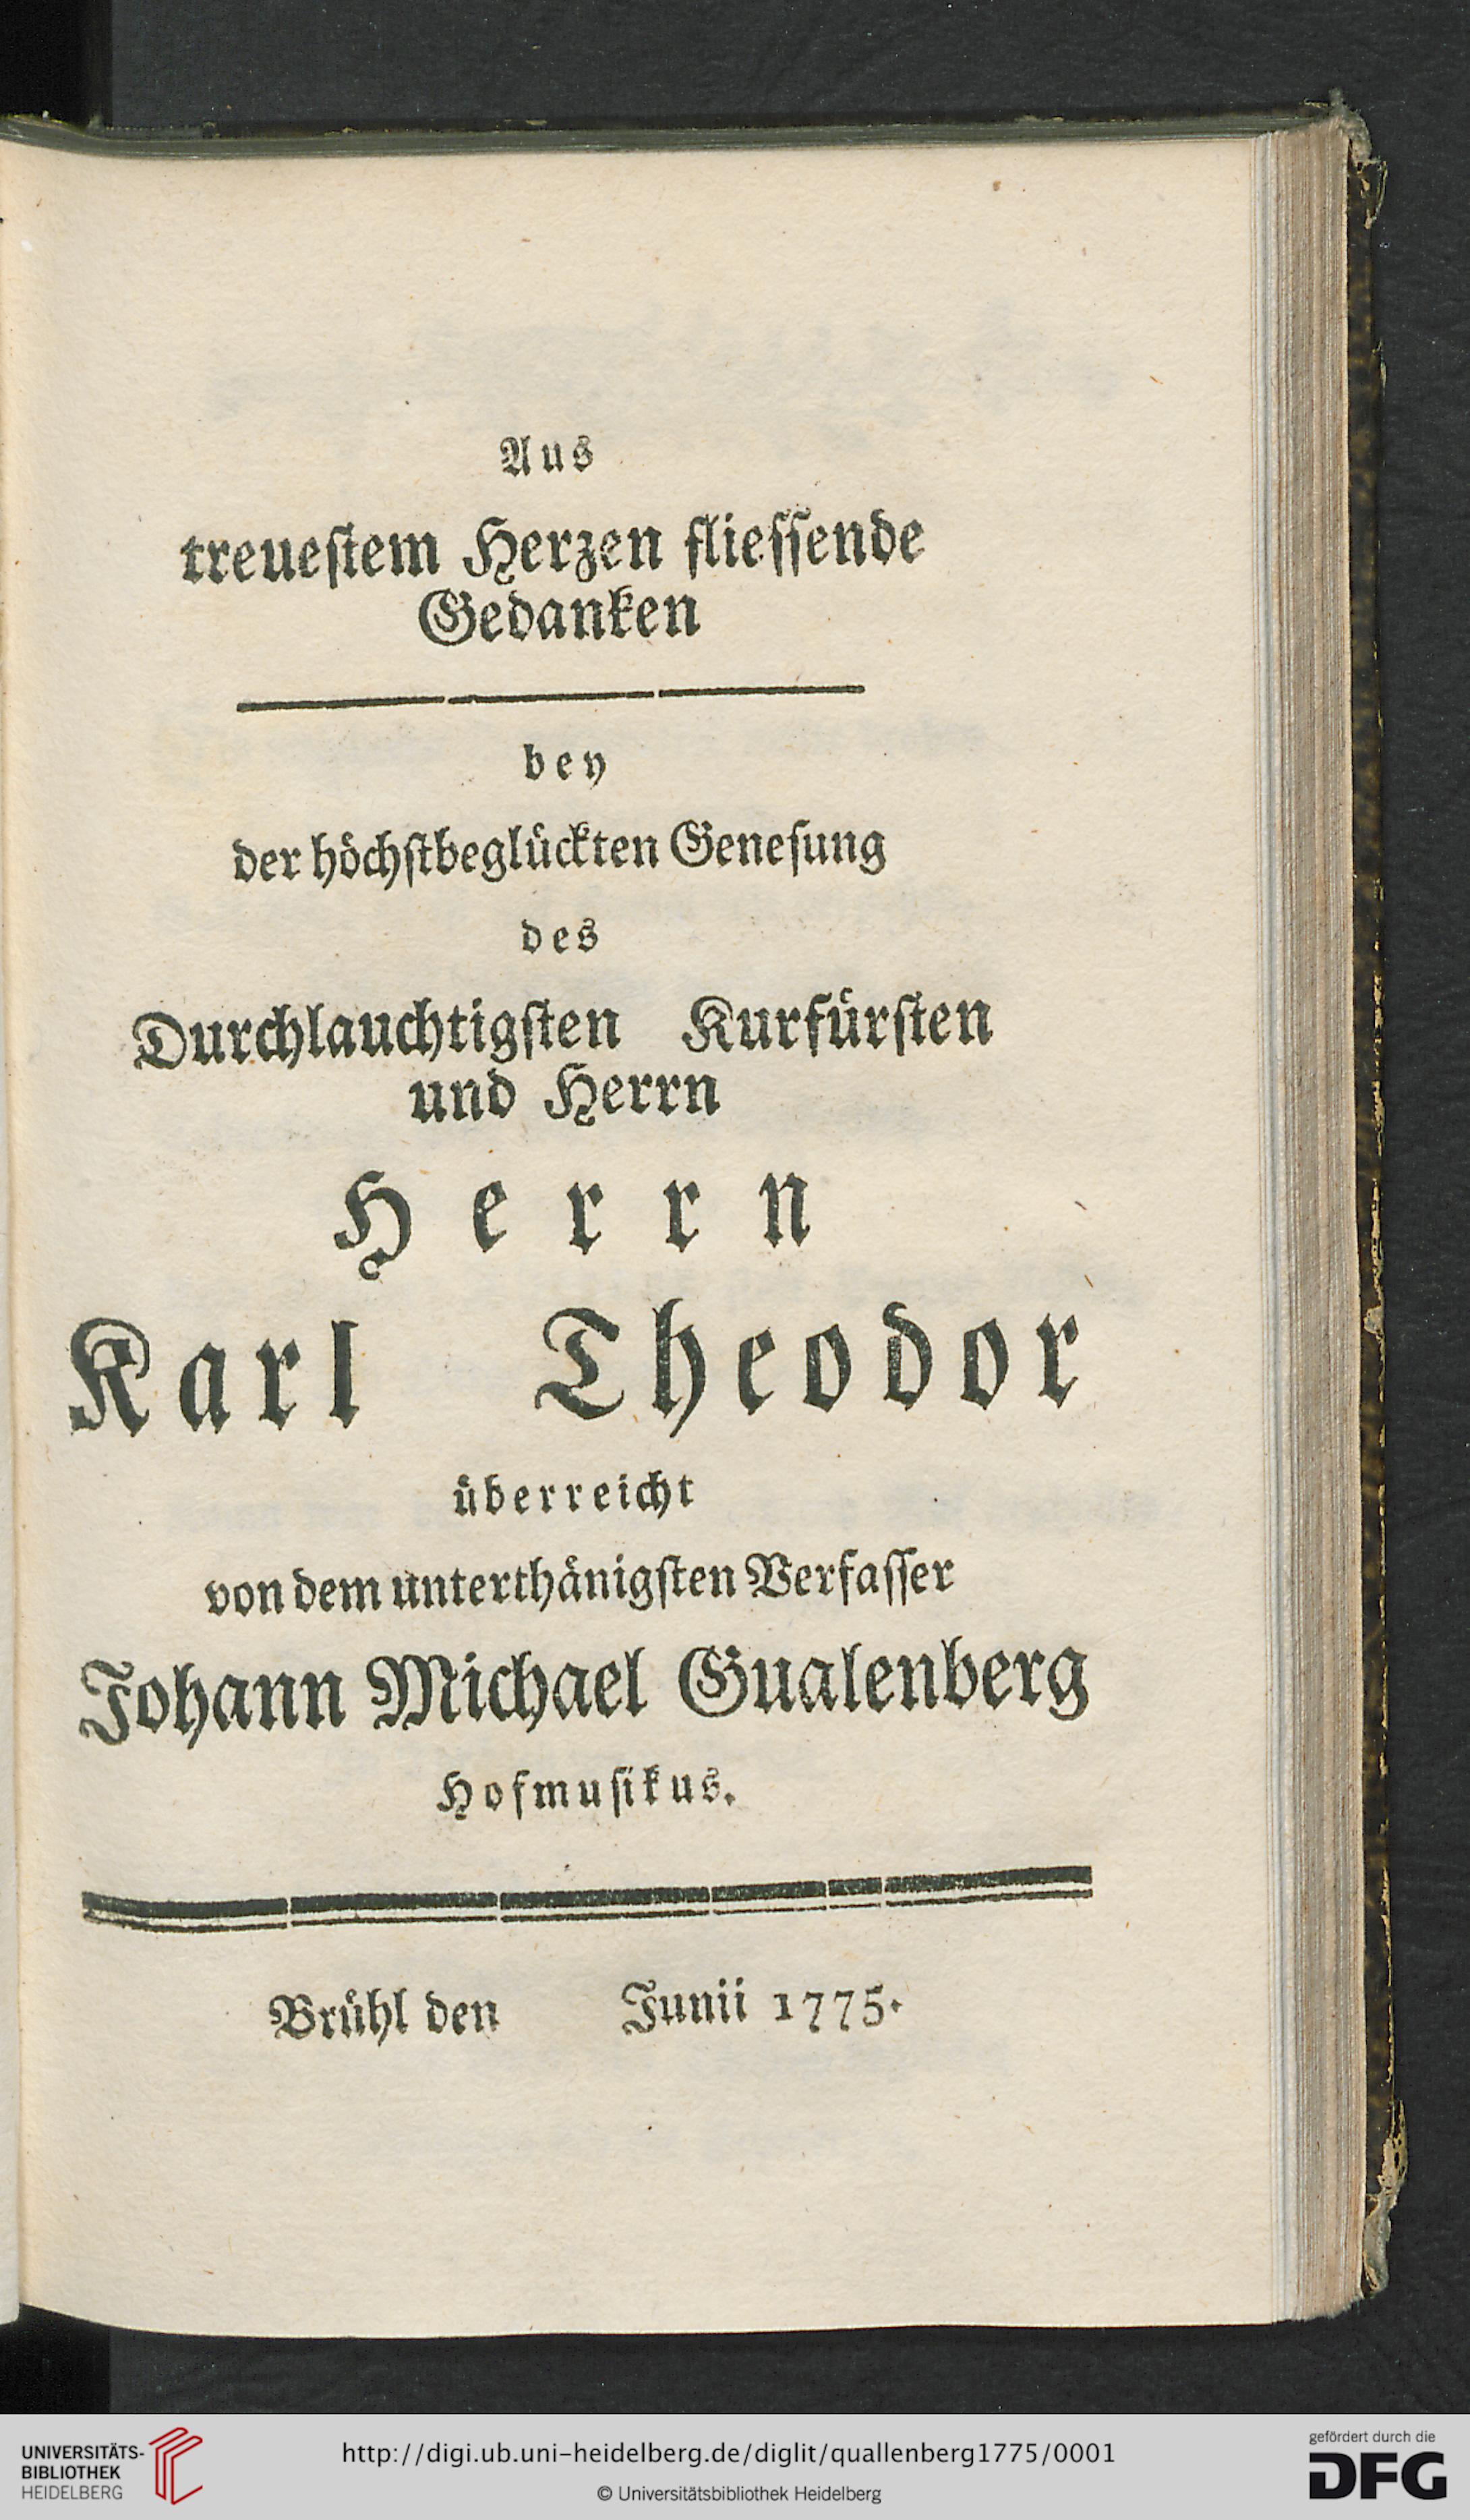 Aus
treueſtem Herzen flieſſende
Gedanken
bey
der höchſtbeglückten Geneſung
des
Durchlauchtigſten Kurfürſten
und Herrn
Herrn
Karl Theodor
überreicht
von dem unterthänigſten Verfaſſer
Johann Michael Gualenberg
Hofmuſikus.
Brühl den Junii 1775.
UNIVERSITÄTS-
BIBLIOTHEK
HEIDELBERG
http://digi.ub.uni-heidelberg.de/diglit/quallenberg1775/0001
© Universitätsbibliothek Heidelberg
gefördert durch die
DFG